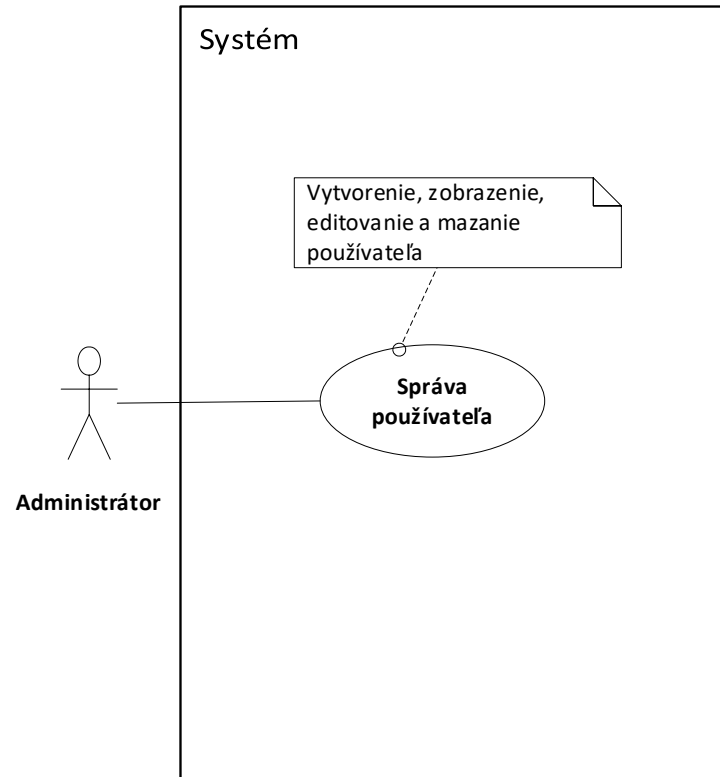 Systém
Vytvorenie, zobrazenie,
editovanie a mazanie
používateľa
Správa
používateľa
Administrátor